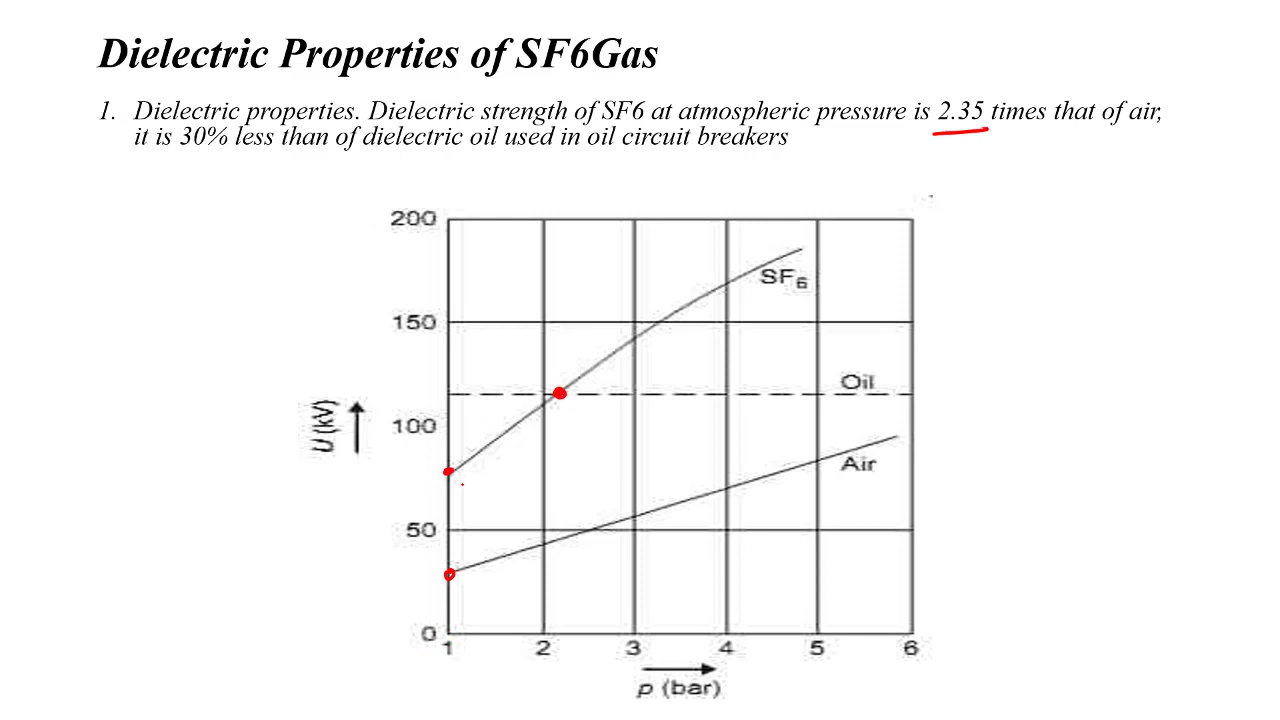 Dielectric Properties of SF6Gas
1. Dielectric properties. Dielectric strength of SF6 at atmospheric pressure is 2.35 times that of air,
it is 30% less than of dielectric oil used in oil circuit breakers
200
SF6
150
Oil
U (kV)
100
Air
50
0
1 2 3 4 5 6
p (bar)